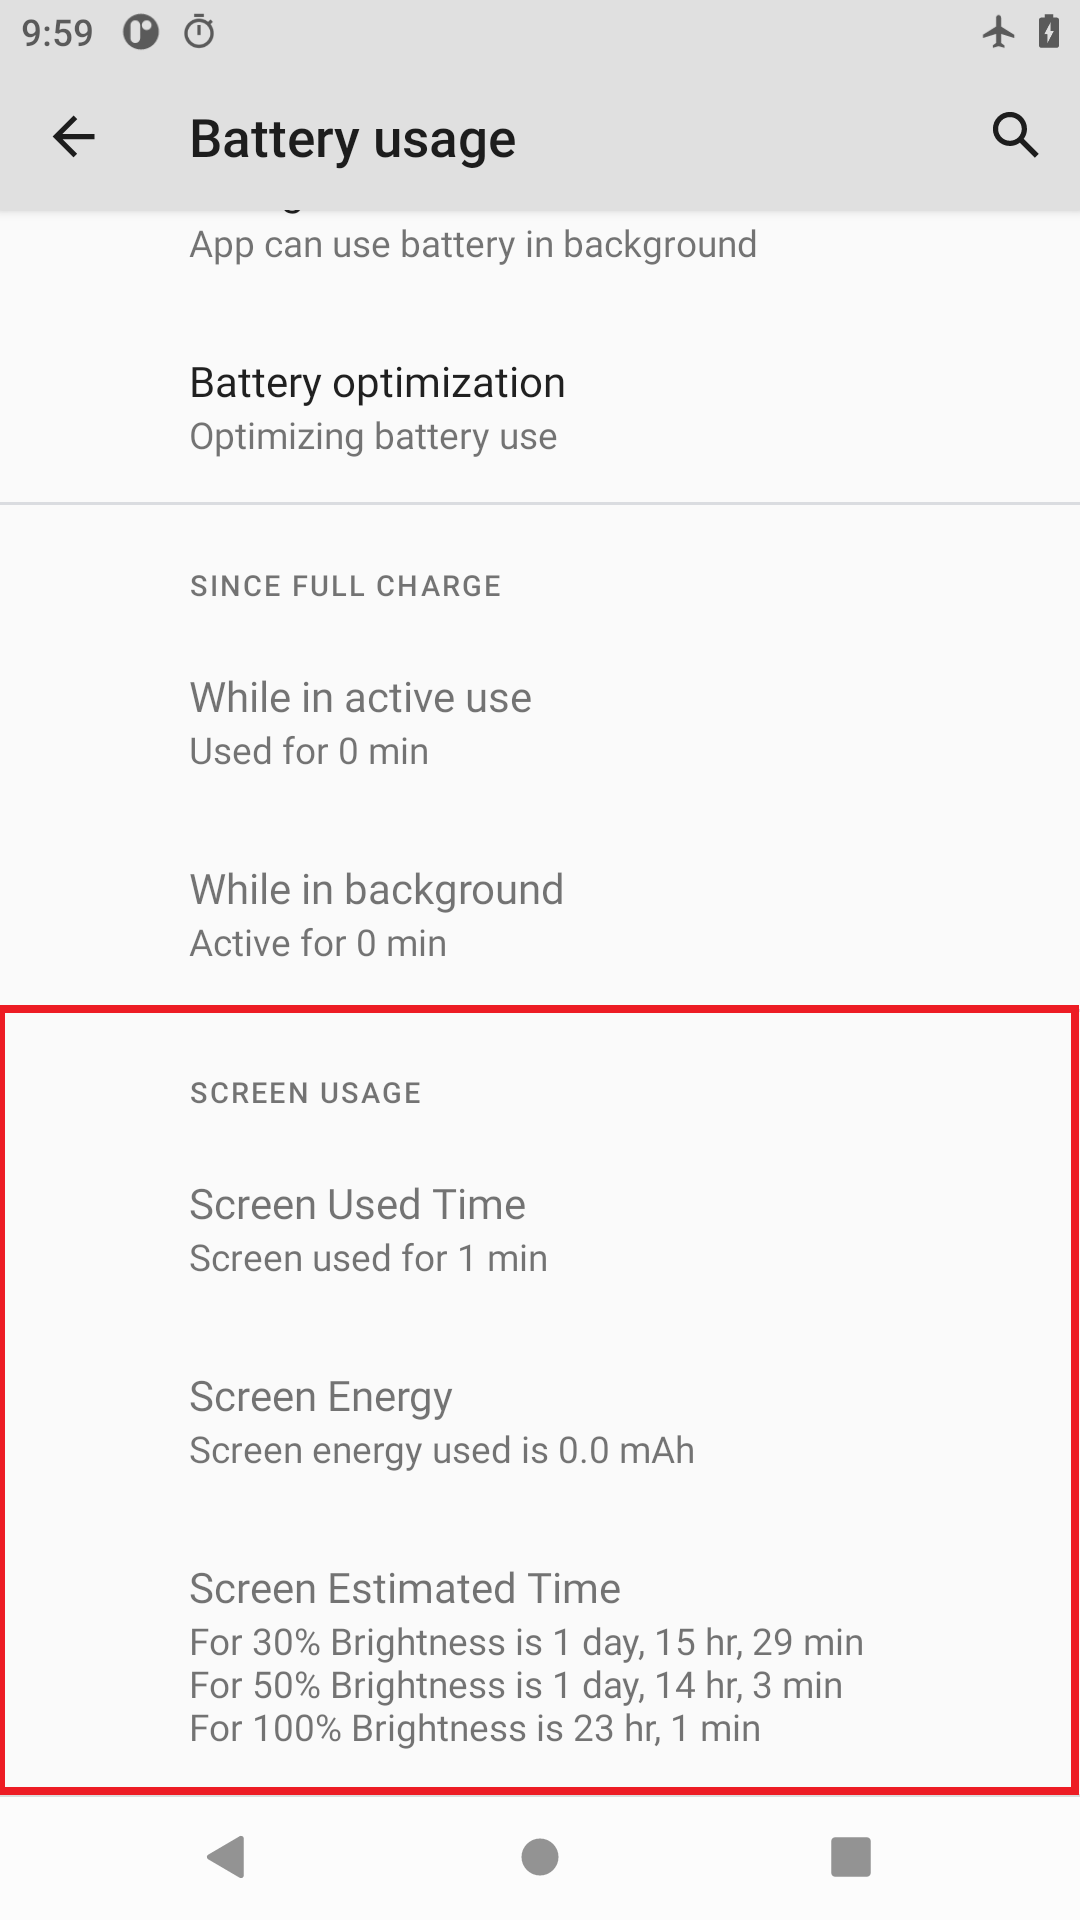 9:59
Battery usage
App can use battery in background
Battery optimization
Optimizing battery use
SINCE FULL CHARGE
While in active use
Used for 0 min
While in background
Active for 0 min
SCREEN USAGE
Screen Used Time
Screen used for 1 min
Screen Energy
Screen energy used is 0.0 mAh
Screen Estimated Time
For 30% Brightness is 1 day, 15 hr, 29 min
For 50% Brightness is 1 day, 14 hr, 3 min
For 100% Brightness is 23 hr, 1 min